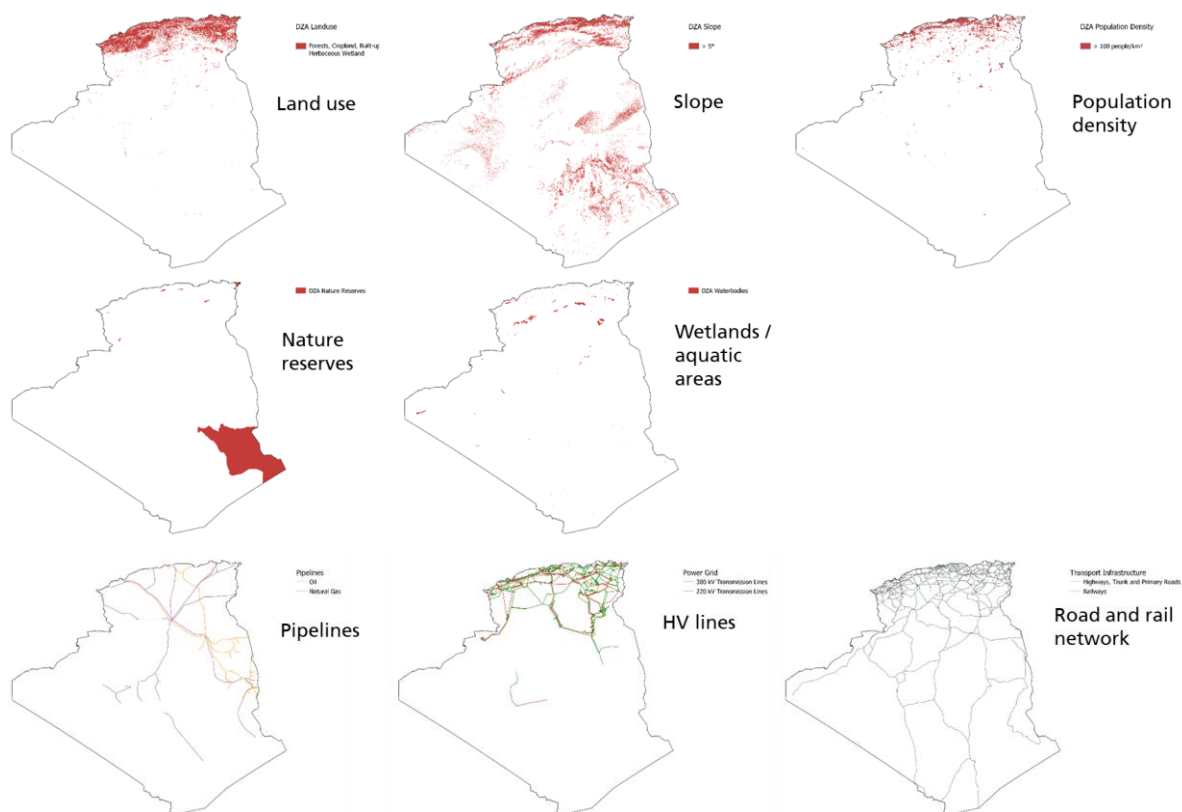 DZA Landuse
Forests, Cropland, Built-up
Herbaceous Wetland
Land use
DZA Slope
> 5°
Slope
DZA Population Density
> 100 people/km²
Population
density
DZA Nature Reserves
Nature
reserves
DZA Waterbodies
Wetlands /
aquatic
areas
Pipelines
Oil
Natural Gas
Pipelines
Power Grid
380 kV Transmission Lines
220 kV Transmission Lines
HV lines
Transport Infrastructure
Highways, Trunk and Primary Roads
Railways
Road and rail
network